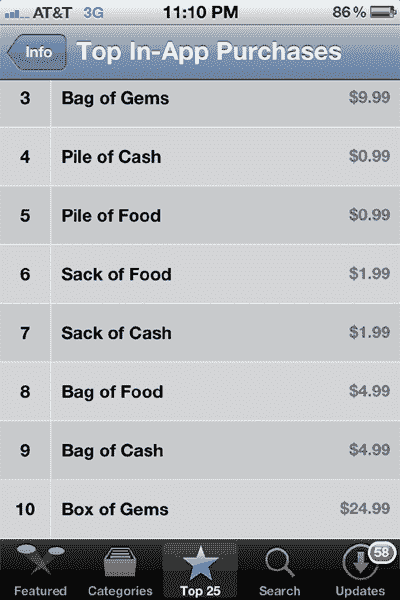 AT&T 3G 11:10 PM 86%
Info Top In-App Purchases
3 Bag of Gems $9.99
4 Pile of Cash $0.99
5 Pile of Food $0.99
6 Sack of Food $1.99
7 Sack of Cash $1.99
8 Bag of Food $4.99
9 Bag of Cash $4.99
10 Box of Gems $24.99
58
Featured Categories Top 25 Search Updates